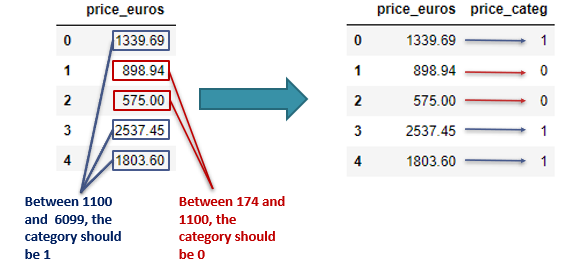 price_euros
0 1339.69
1 898.94
2 575.00
3 2537.45
4 1803.60
Between 1100
and 6099, the
category should
be 1
Between 174 and
1100, the
category should
be 0
price_euros price_categ
0 1339.69 1
1 898.94 0
2 575.00 0
3 2537.45 1
4 1803.60 1